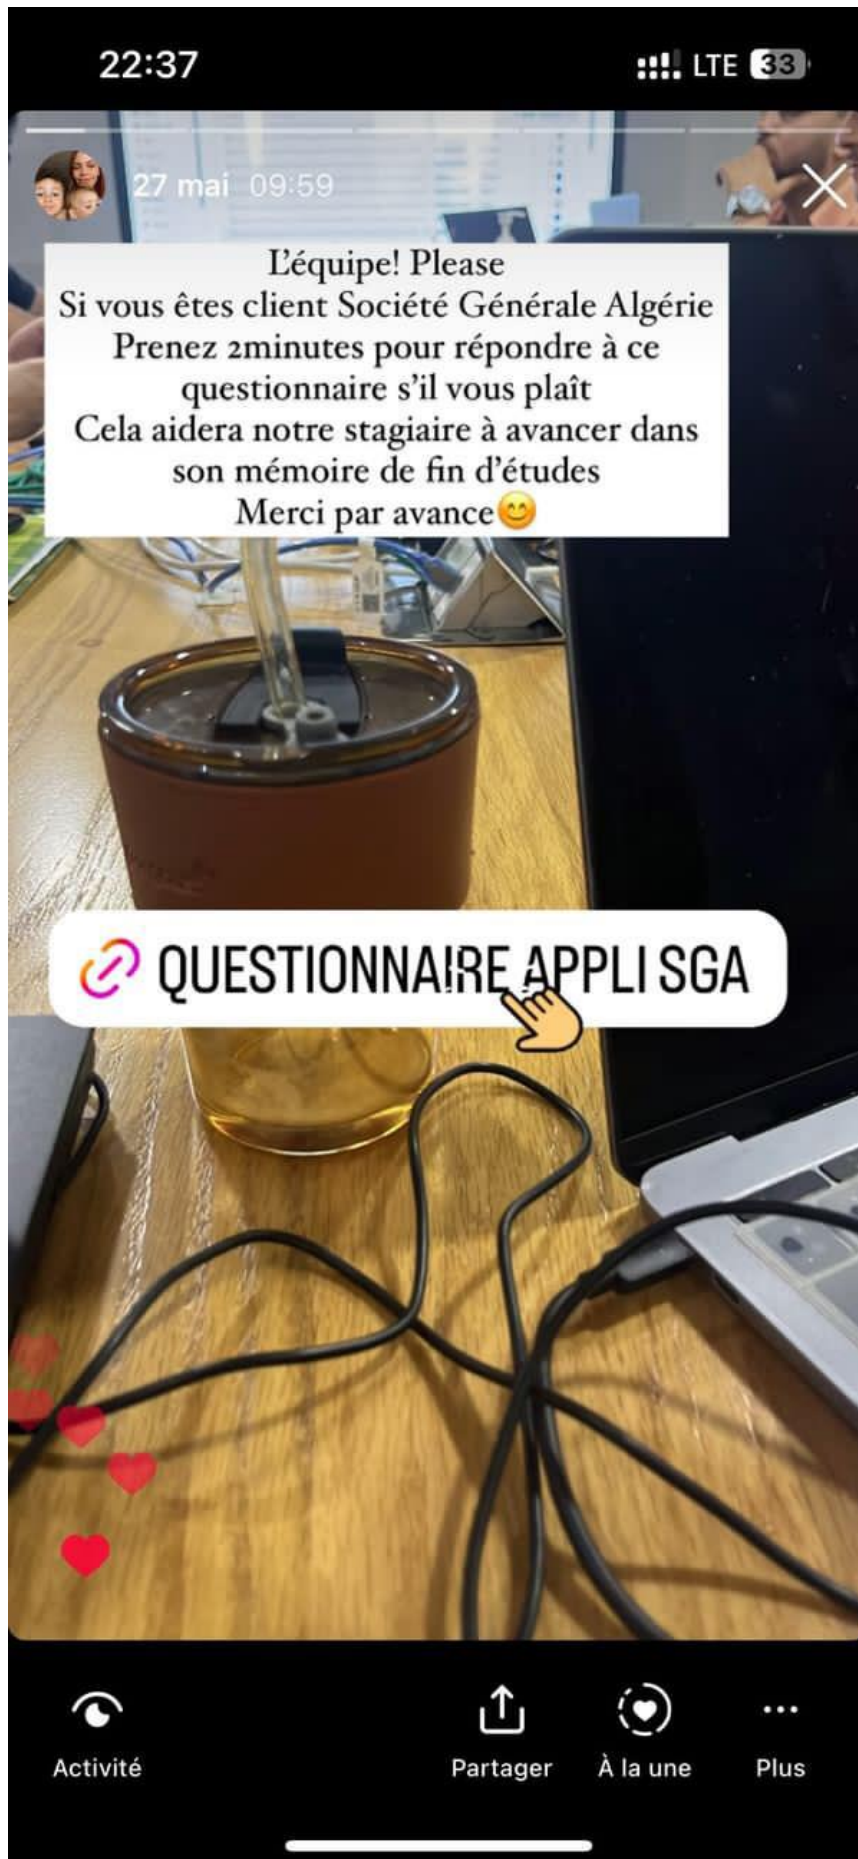 22:37
LTE 33
27 mai 09:59
L'équipe! Please
Si vous êtes client Société Générale Algérie
Prenez 2minutes pour répondre à ce
questionnaire s'il vous plaît
Cela aidera notre stagiaire à avancer dans
son mémoire de fin d'études
Merci par avance😊
QUESTIONNAIRE APPLI SGA
Activité
Partager
À la une
Plus